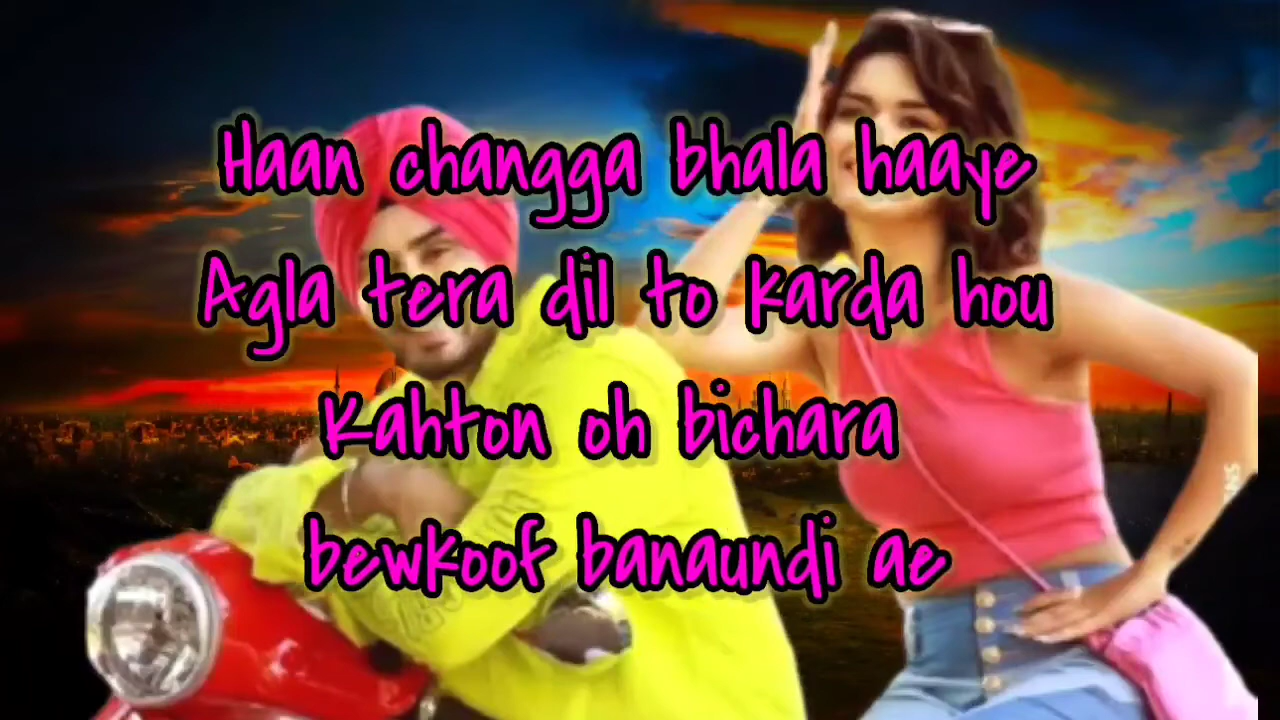 Haan changga bhala haaye
Agla tera dil to karda hou
Kahton oh bichara
bewkoof banaundi ae